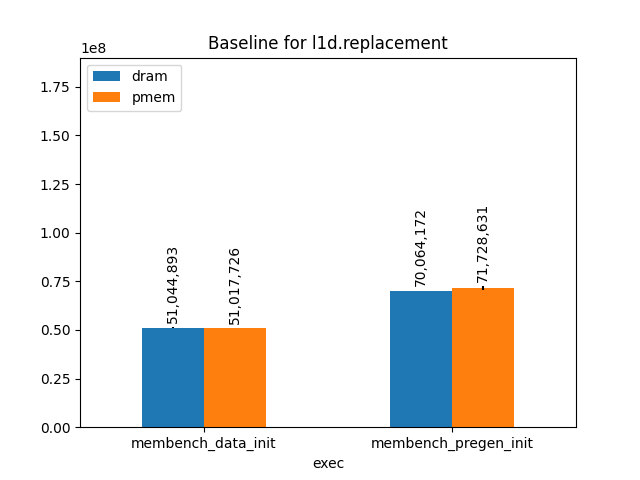 Baseline for l1d.replacement
1e8
dram
pmem
1.75
1.50
1.25
1.00
0.75
0.50
0.25
0.00
51,044,893
51,017,726
70,064,172
71,728,631
membench_data_init
membench_pregen_init
exec